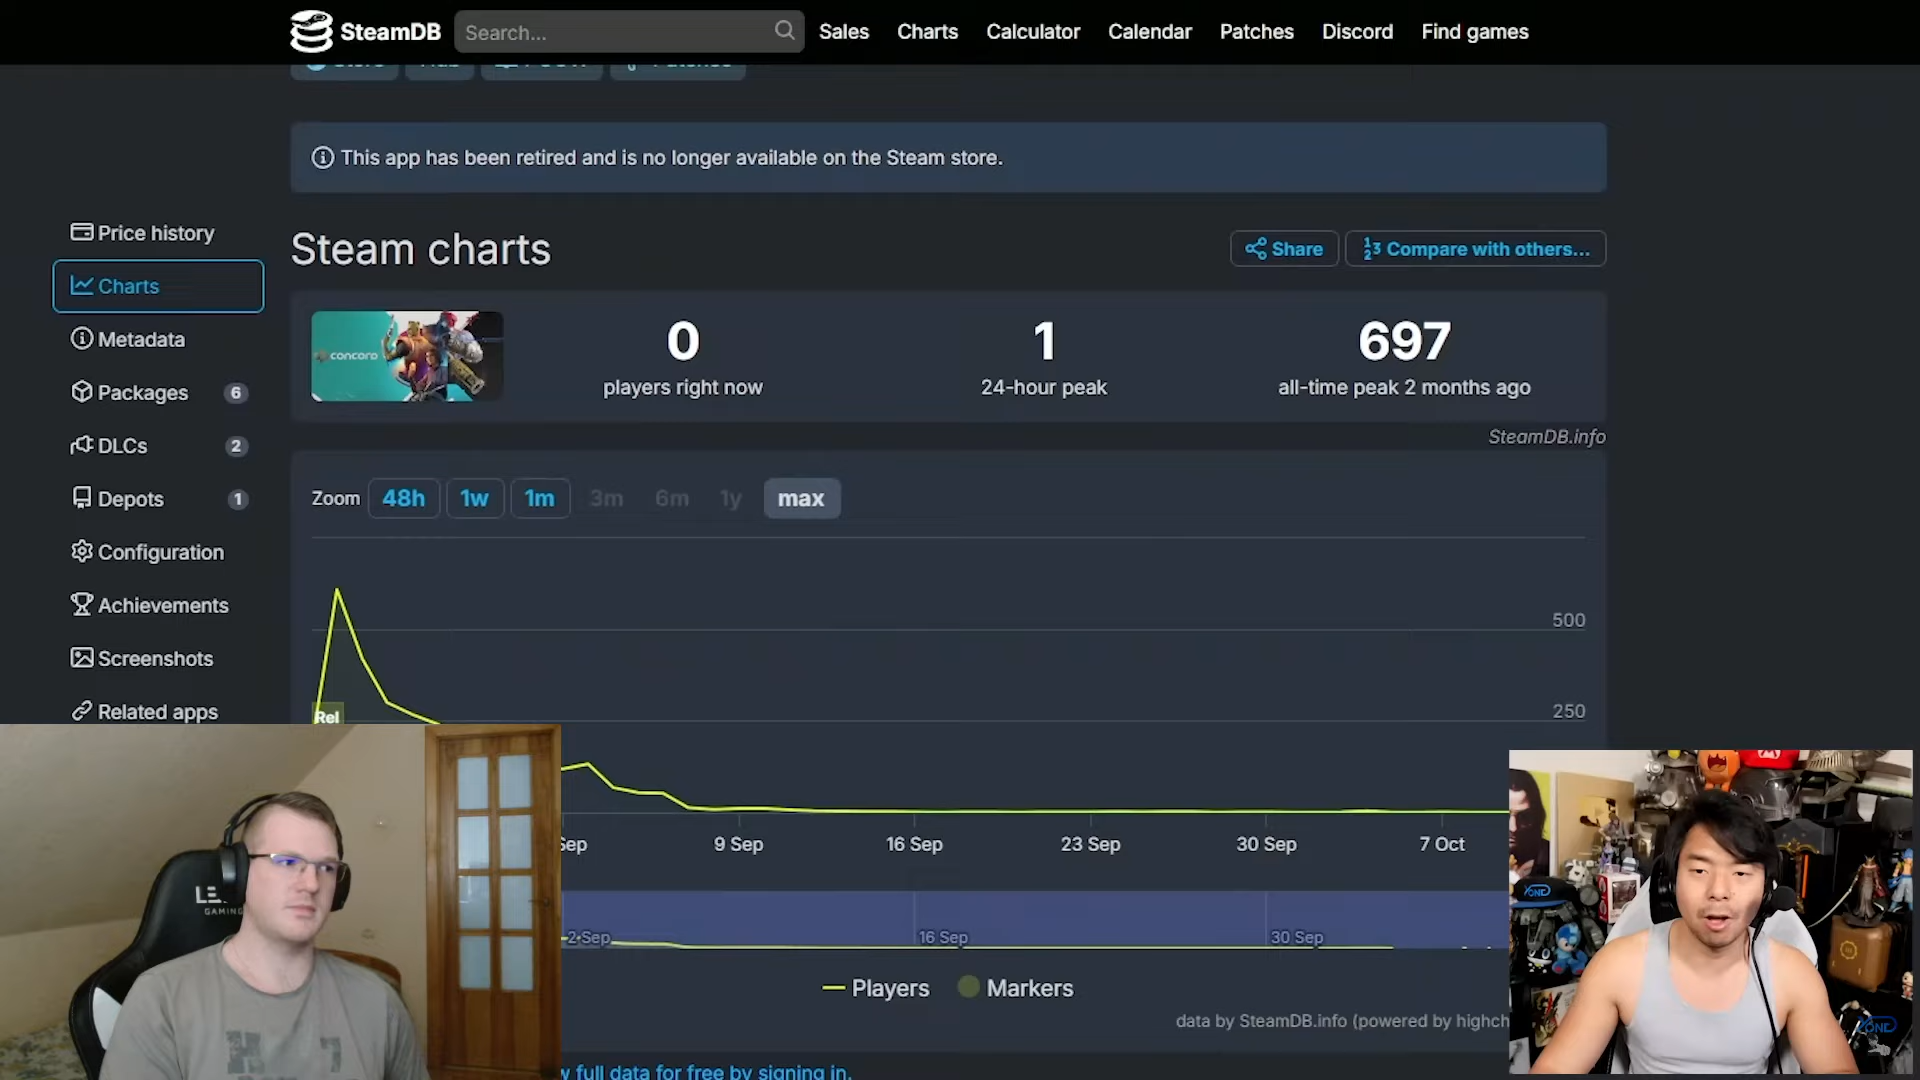 SteamDB
Search...
Sales
Charts
Calculator
Calendar
Patches
Discord
Find games
This app has been retired and is no longer available on the Steam store.
Price history
Charts
Metadata
Packages 6
DLCs 2
Depots 1
Configuration
Achievements
Screenshots
Related apps
Steam charts
Share
Compare with others...
concord
0
players right now
1
24-hour peak
697
all-time peak 2 months ago
SteamDB.info
Zoom 48h 1w 1m 3m 6m 1y max
500
250
Rel
Sep
9 Sep
16 Sep
23 Sep
30 Sep
7 Oct
2 Sep
16 Sep
30 Sep
Players
Markers
data by SteamDB.info (powered by highch
full data for free by signing in.
GAMING
YONG